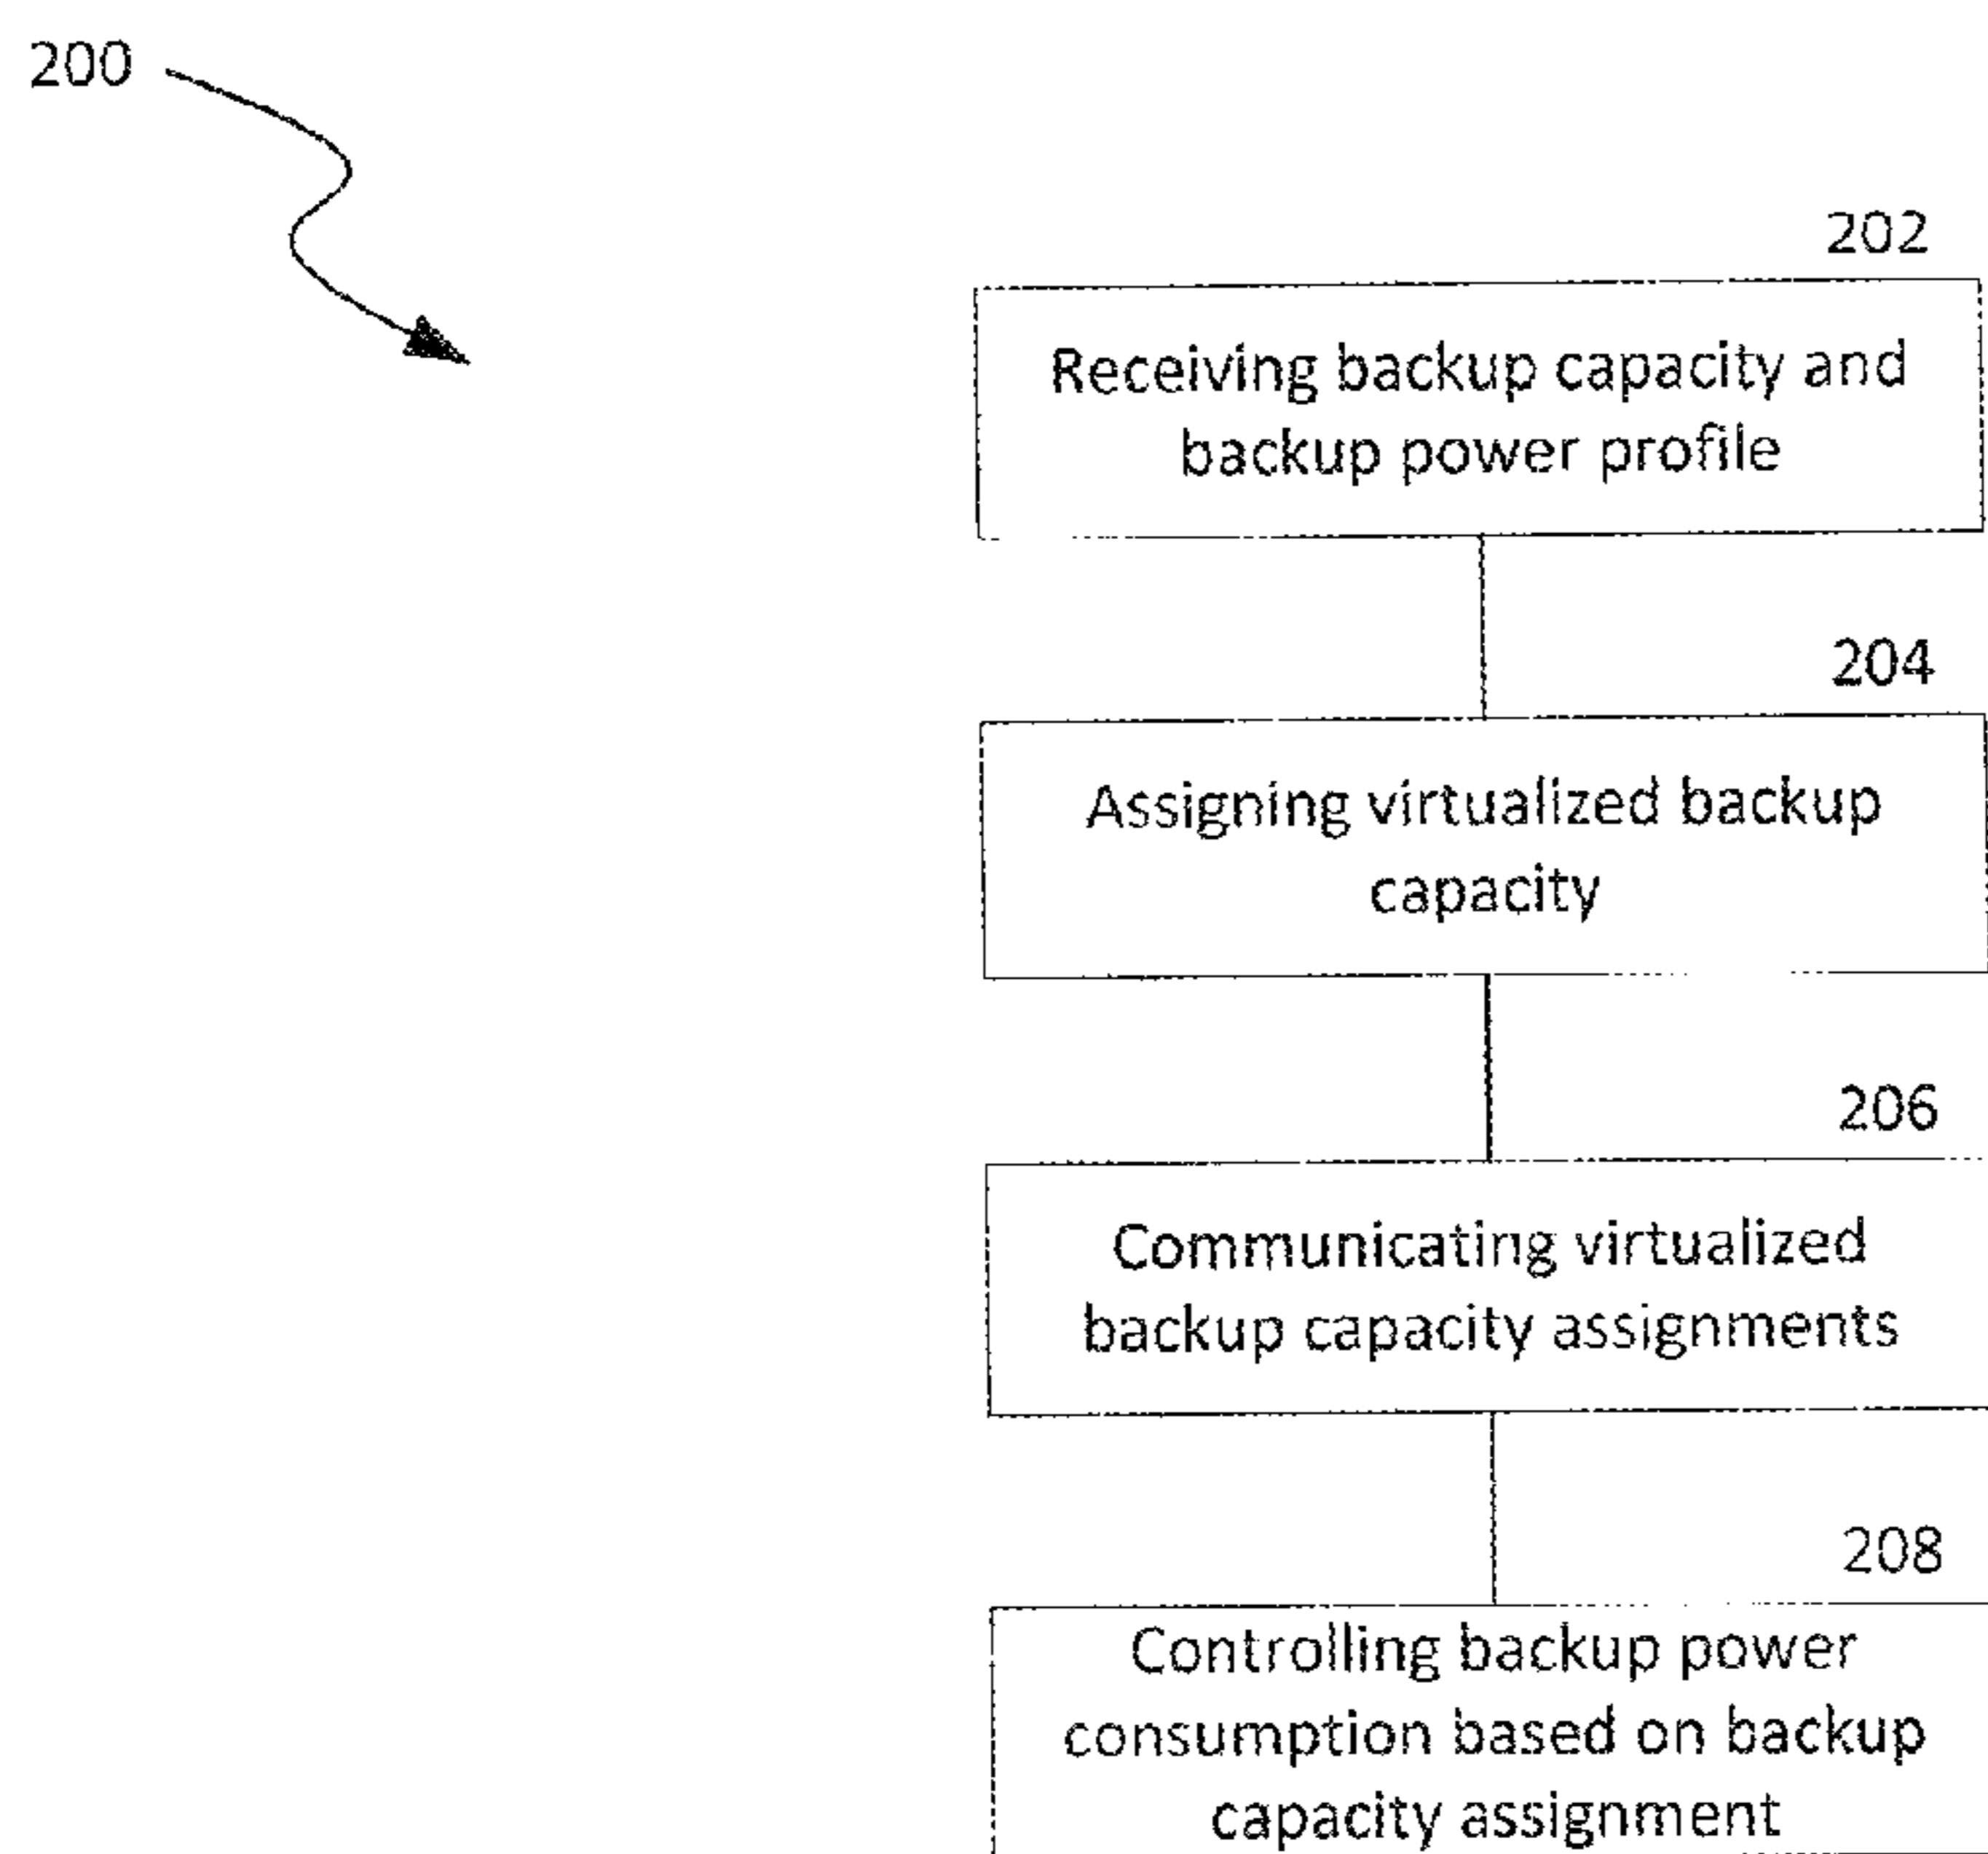 200
202
Receiving backup capacity and
backup power profile
204
Assigning virtualized backup
capacity
206
Communicating virtualized
backup capacity assignments
208
Controlling backup power
consumption based on backup
capacity assignment